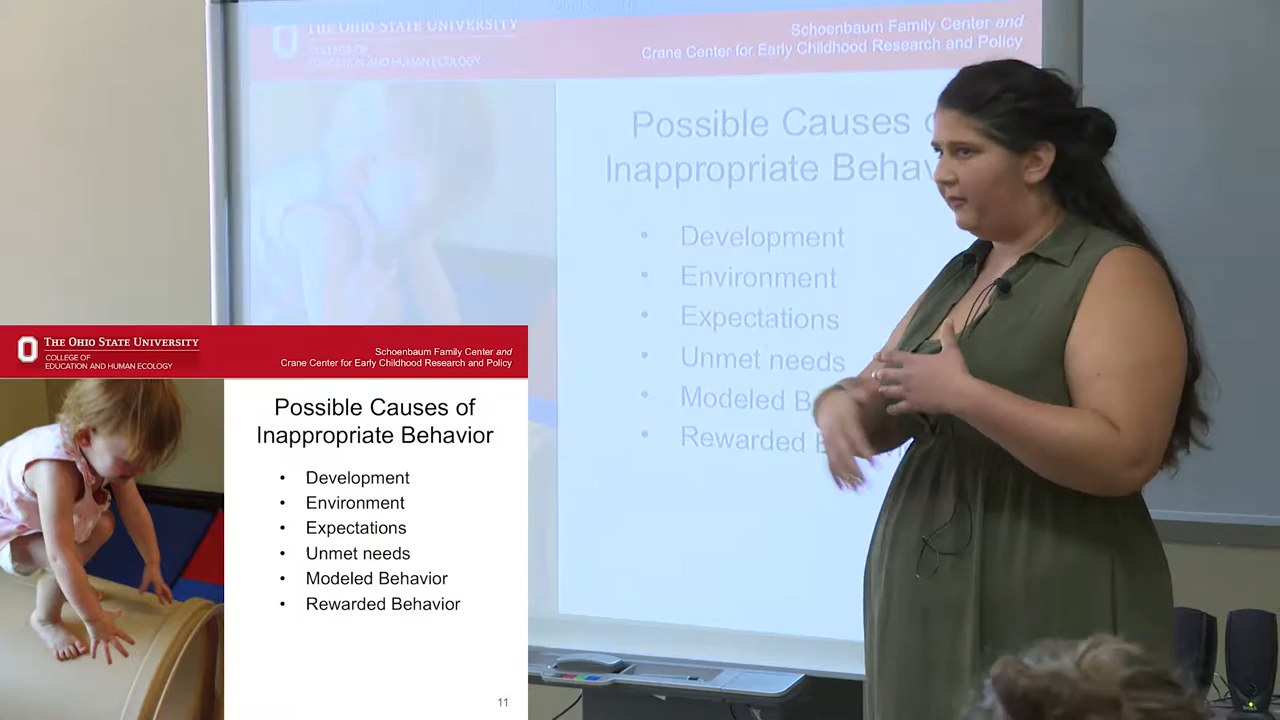 THE OHIO STATE UNIVERSITY
COLLEGE OF
EDUCATION AND HUMAN ECOLOGY
Schoenbaum Family Center and
Crane Center for Early Childhood Research and Policy
Possible Causes
Inappropriate Behav
• Development
• Environment
• Expectations
• Unmet needs
• Modeled B
• Rewarded
THE OHIO STATE UNIVERSITY
COLLEGE OF
EDUCATION AND HUMAN ECOLOGY
Schoenbaum Family Center and
Crane Center for Early Childhood Research and Policy
Possible Causes of
Inappropriate Behavior
• Development
• Environment
• Expectations
• Unmet needs
• Modeled Behavior
• Rewarded Behavior
11